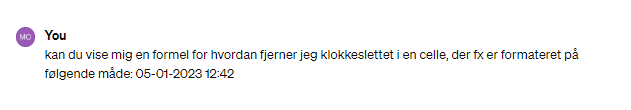 MO You
kan du vise mig en formel for hvordan fjerner jeg klokkeslettet i en celle, der fx er formateret på
følgende måde: 05-01-2023 12:42